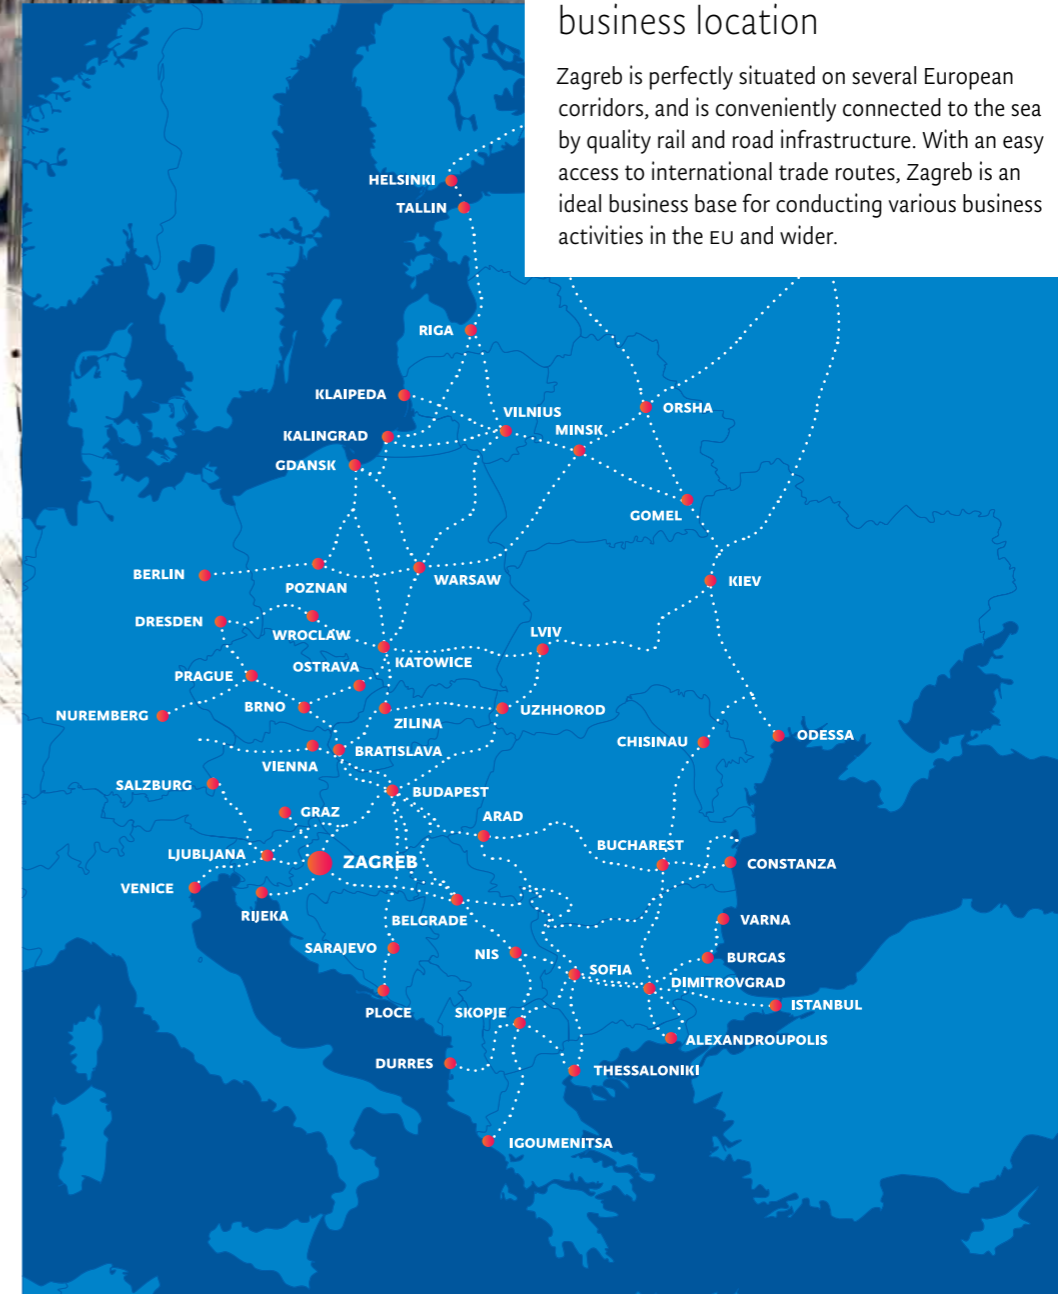 business location
Zagreb is perfectly situated on several European
corridors, and is conveniently connected to the sea
by quality rail and road infrastructure. With an easy
access to international trade routes, Zagreb is an
ideal business base for conducting various business
activities in the EU and wider.
HELSINKI
TALLIN
RIGA
KLAIPEDA
VILNIUS
ORSHA
KALINGRAD
MINSK
GDANSK
GOMEL
BERLIN
POZNAN
WARSAW
KIEV
DRESDEN
WROCLAW
LVIV
OSTRAVA
KATOWICE
PRAGUE
BRNO
NUREMBERG
ZILINA
UZHHOROD
CHISINAU
ODESSA
VIENNA
BRATISLAVA
SALZBURG
BUDAPEST
GRAZ
ARAD
BUCHAREST
LJUBLJANA
ZAGREB
CONSTANZA
VENICE
RIJEKA
BELGRADE
VARNA
SARAJEVO
NIS
BURGAS
SOFIA
DIMITROVGRAD
ISTANBUL
PLOCE
SKOPJE
ALEXANDROUPOLIS
DURRES
THESSALONIKI
IGOUMENITSA